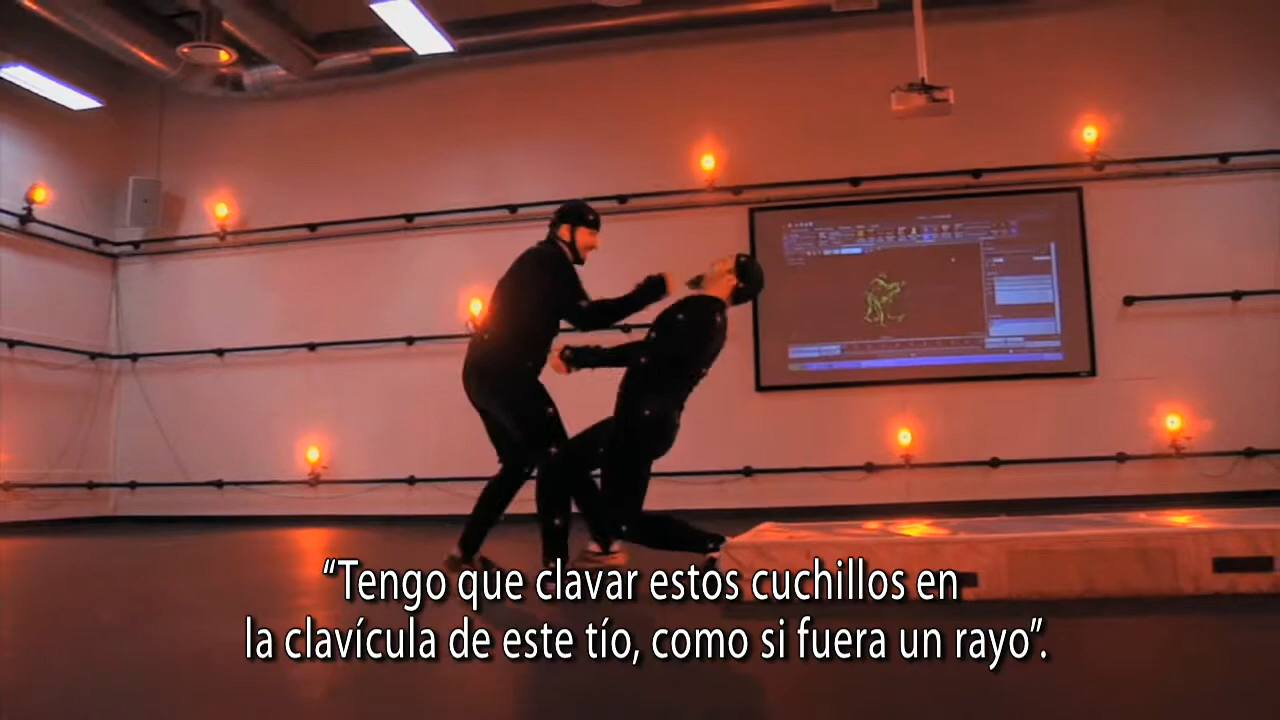 “Tengo que clavar estos cuchillos en
la clavícula de este tío, como si fuera un rayo”.